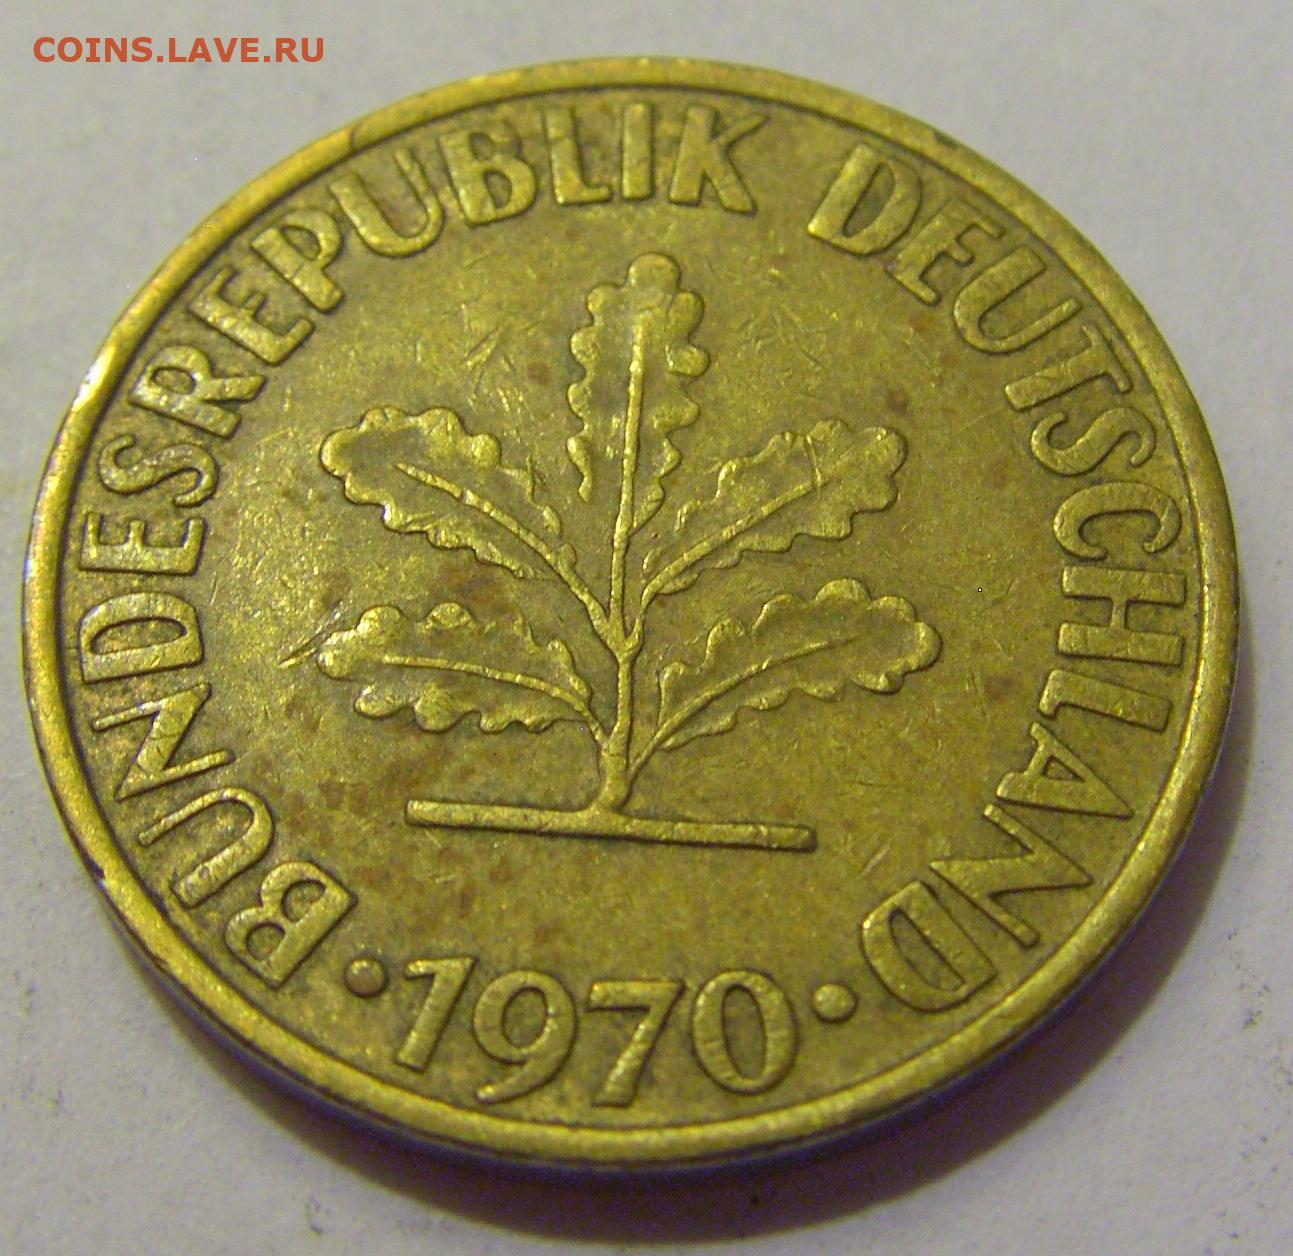 COINS.LAVE.RU
BUNDESREPUBLIK DEUTSCHLAND
· 1970 ·